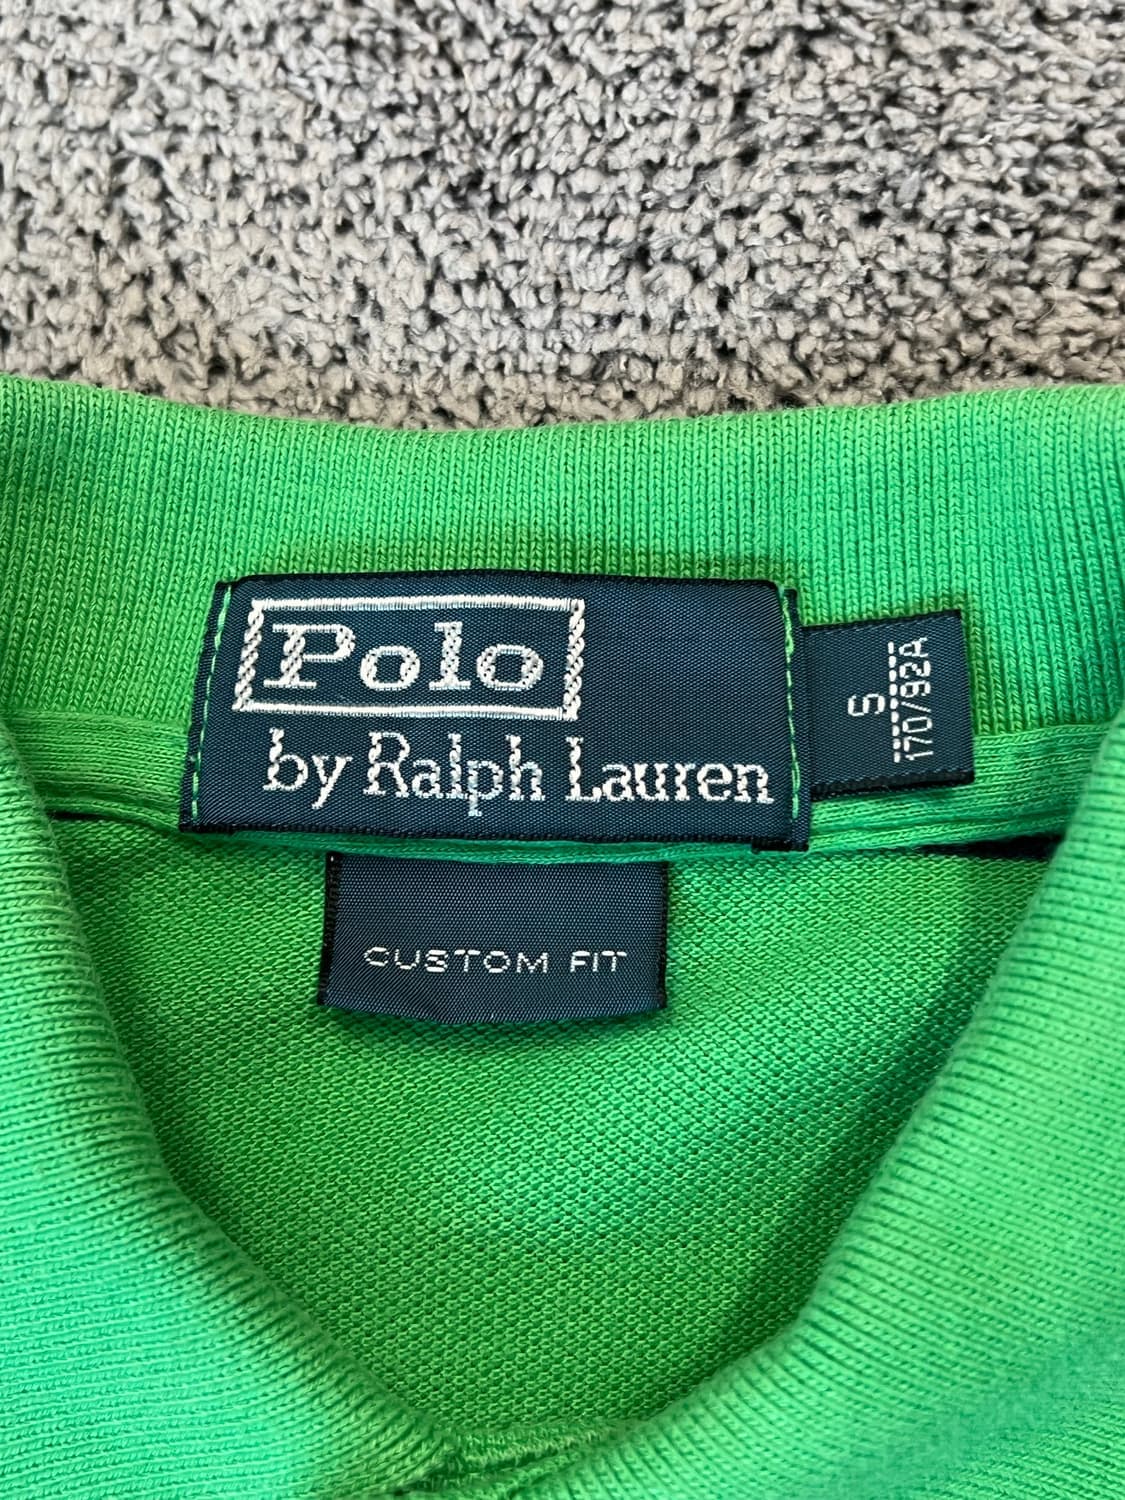 Polo
by Ralph Lauren
S
170/92A
CUSTOM FIT